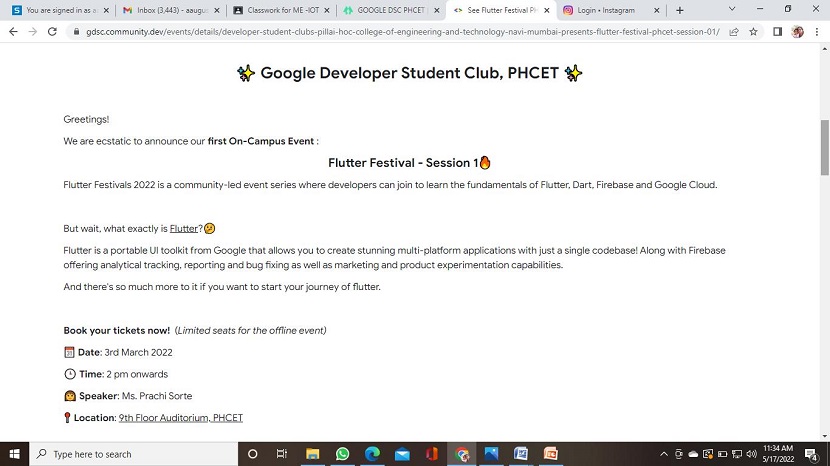 You are signed in as a
Inbox (3,443) - aaugus
Classwork for ME -IOT
GOOGLE DSC PHCET
See Flutter Festival PH
Login • Instagram
gdsc.community.dev/events/details/developer-student-clubs-pillai-hoc-college-of-engineering-and-technology-navi-mumbai-presents-flutter-festival-phcet-session-01/
✨ Google Developer Student Club, PHCET ✨
Greetings!
We are ecstatic to announce our first On-Campus Event :
Flutter Festival - Session 1🔥
Flutter Festivals 2022 is a community-led event series where developers can join to learn the fundamentals of Flutter, Dart, Firebase and Google Cloud.
But wait, what exactly is Flutter?🤔
Flutter is a portable UI toolkit from Google that allows you to create stunning multi-platform applications with just a single codebase! Along with Firebase
offering analytical tracking, reporting and bug fixing as well as marketing and product experimentation capabilities.
And there's so much more to it if you want to start your journey of flutter.
Book your tickets now! (Limited seats for the offline event)
📅 Date: 3rd March 2022
🕒 Time: 2 pm onwards
👩 Speaker: Ms. Prachi Sorte
📍 Location: 9th Floor Auditorium, PHCET
Type here to search
11:34 AM
5/17/2022
4